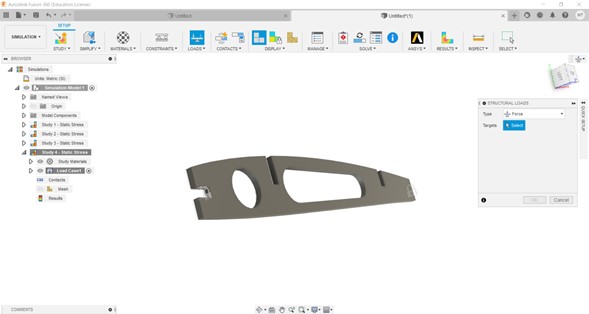 Autodesk Fusion 360 (Education License)
Untitled
Untitled*(1)
SETUP
SIMULATION
STUDY
SIMPLIFY
MATERIALS
CONSTRAINTS
LOADS
CONTACTS
DISPLAY
MANAGE
SOLVE
ANSYS
RESULTS
INSPECT
SELECT
BROWSER
Simulations
Units: Metric (SI)
Simulation Model 1
Named Views
Origin
Model Components
Study 1 - Static Stress
Study 2 - Static Stress
Study 3 - Static Stress
Study 4 - Static Stress
Study Materials
Load Case1
Contacts
Mesh
Results
STRUCTURAL LOADS
Type
Force
Targets
Select
OK
Cancel
QUICK SETUP
COMMENTS